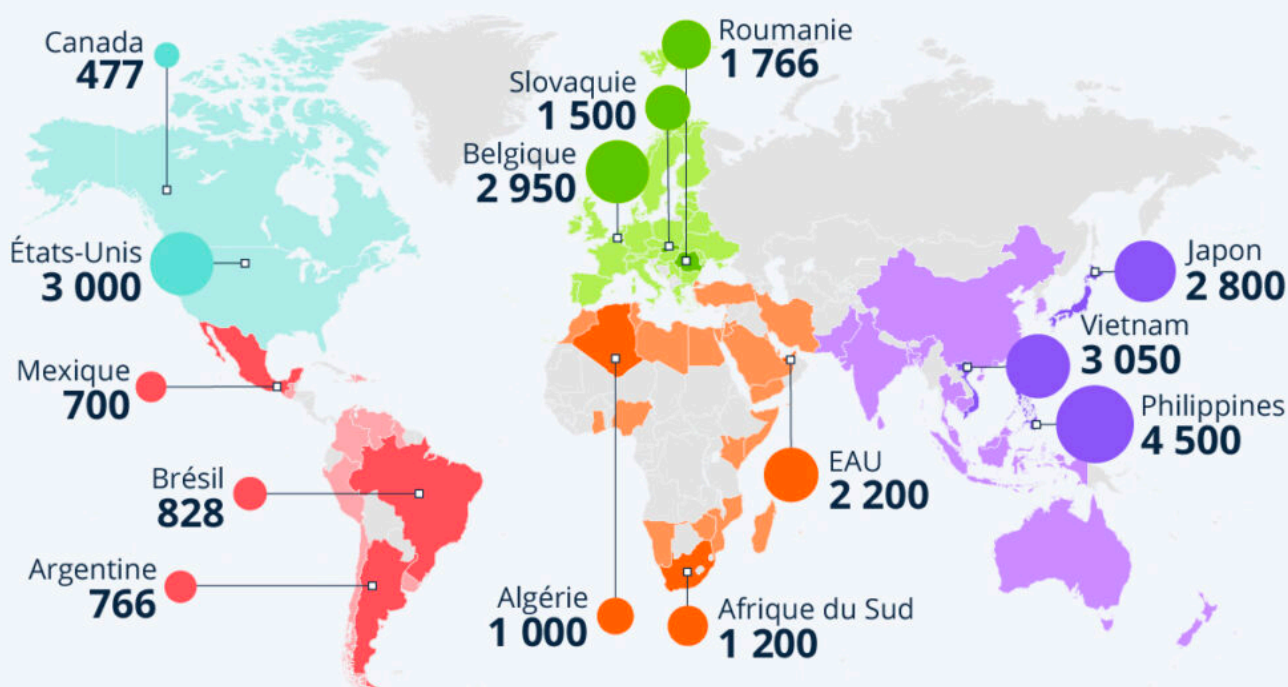 Canada
477
Roumanie
1 766
Slovaquie
1 500
Belgique
2 950
États-Unis
3 000
Japon
2 800
Vietnam
3 050
Mexique
700
Philippines
4 500
Brésil
828
EAU
2 200
Argentine
766
Algérie
1 000
Afrique du Sud
1 200